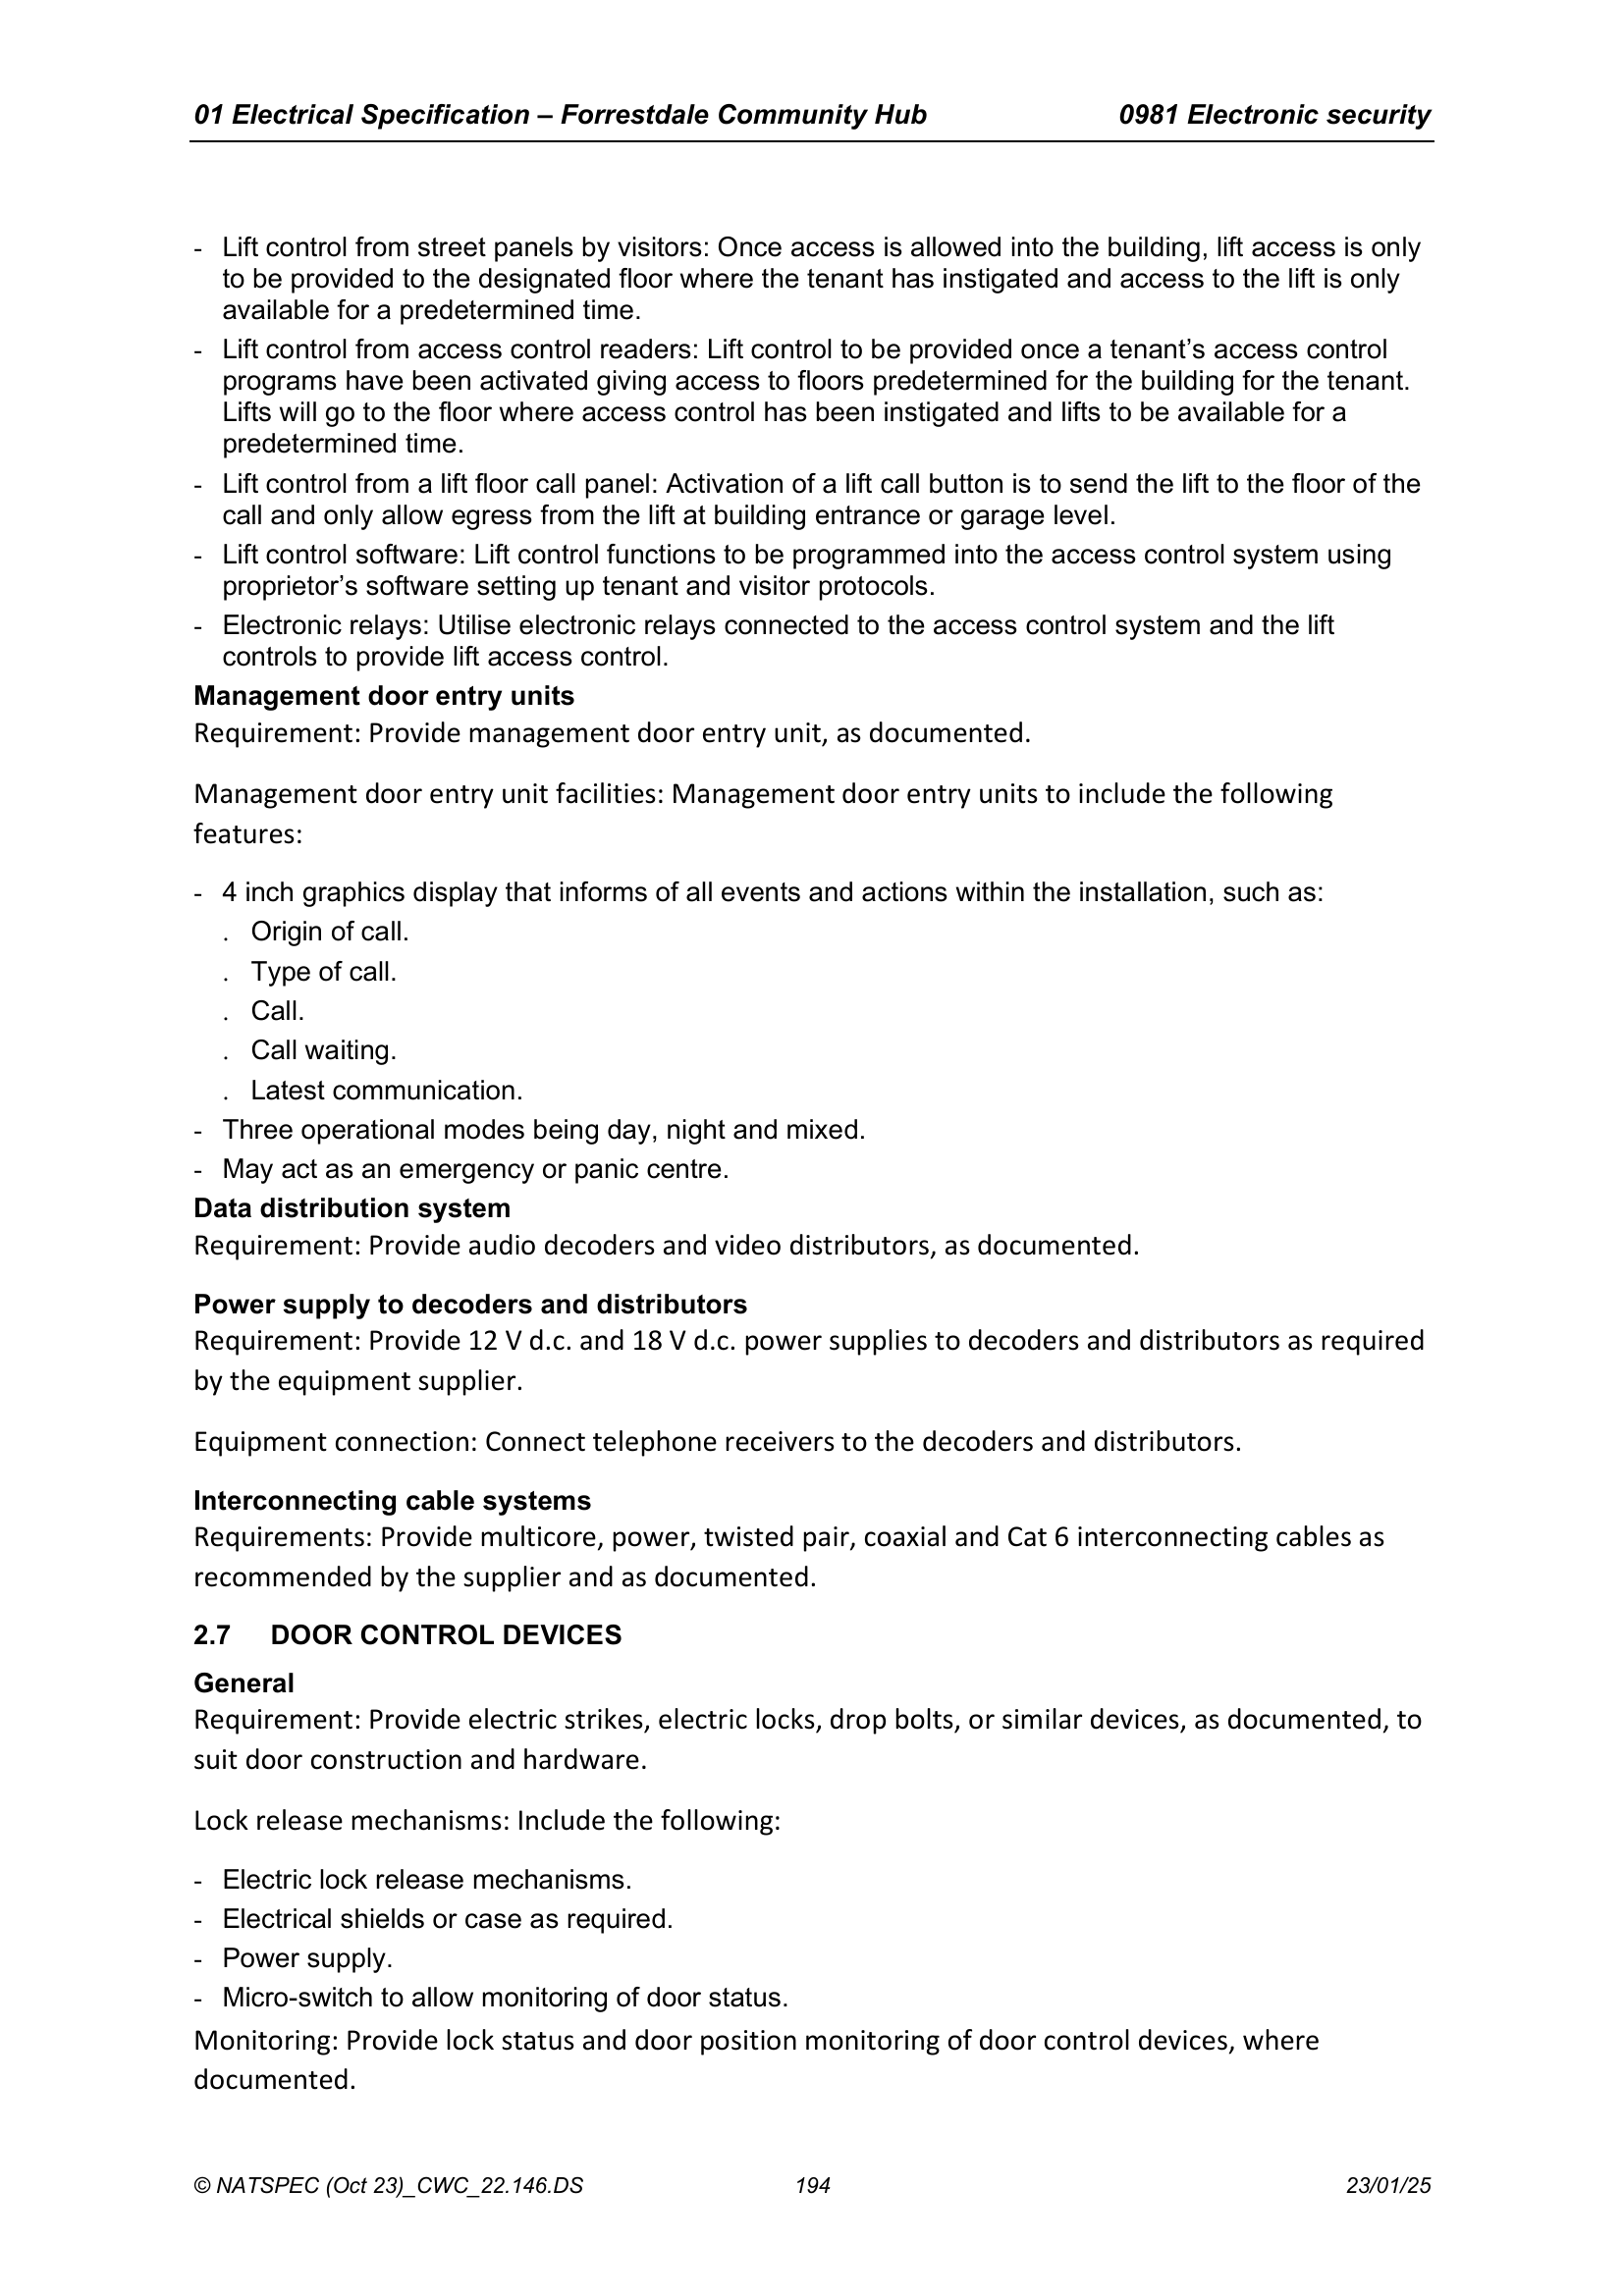 01 Electrical Specification – Forrestdale Community Hub 0981 Electronic security
- Lift control from street panels by visitors: Once access is allowed into the building, lift access is only
to be provided to the designated floor where the tenant has instigated and access to the lift is only
available for a predetermined time.
- Lift control from access control readers: Lift control to be provided once a tenant’s access control
programs have been activated giving access to floors predetermined for the building for the tenant.
Lifts will go to the floor where access control has been instigated and lifts to be available for a
predetermined time.
- Lift control from a lift floor call panel: Activation of a lift call button is to send the lift to the floor of the
call and only allow egress from the lift at building entrance or garage level.
- Lift control software: Lift control functions to be programmed into the access control system using
proprietor’s software setting up tenant and visitor protocols.
- Electronic relays: Utilise electronic relays connected to the access control system and the lift
controls to provide lift access control.
Management door entry units
Requirement: Provide management door entry unit, as documented.
Management door entry unit facilities: Management door entry units to include the following
features:
- 4 inch graphics display that informs of all events and actions within the installation, such as:
. Origin of call.
. Type of call.
. Call.
. Call waiting.
. Latest communication.
- Three operational modes being day, night and mixed.
- May act as an emergency or panic centre.
Data distribution system
Requirement: Provide audio decoders and video distributors, as documented.
Power supply to decoders and distributors
Requirement: Provide 12 V d.c. and 18 V d.c. power supplies to decoders and distributors as required
by the equipment supplier.
Equipment connection: Connect telephone receivers to the decoders and distributors.
Interconnecting cable systems
Requirements: Provide multicore, power, twisted pair, coaxial and Cat 6 interconnecting cables as
recommended by the supplier and as documented.
2.7 DOOR CONTROL DEVICES
General
Requirement: Provide electric strikes, electric locks, drop bolts, or similar devices, as documented, to
suit door construction and hardware.
Lock release mechanisms: Include the following:
- Electric lock release mechanisms.
- Electrical shields or case as required.
- Power supply.
- Micro-switch to allow monitoring of door status.
Monitoring: Provide lock status and door position monitoring of door control devices, where
documented.
© NATSPEC (Oct 23)_CWC_22.146.DS 194 23/01/25